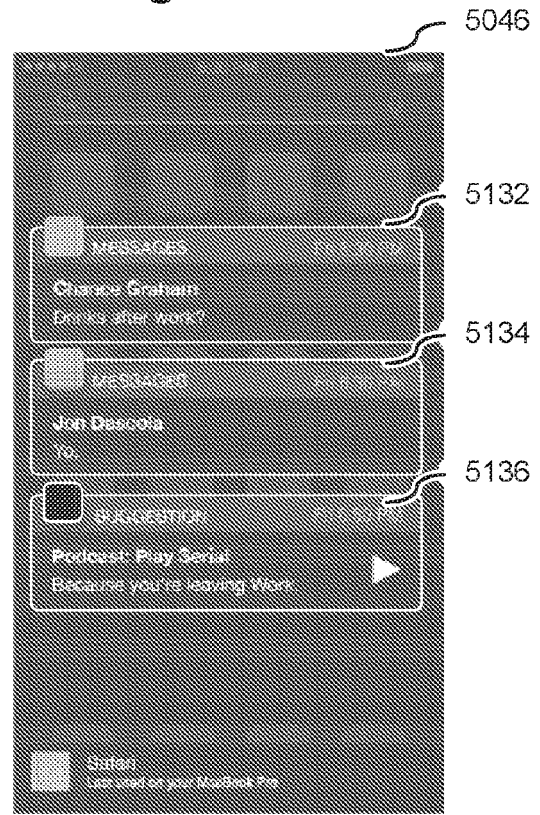 5046
5132
MESSAGES
Chance Graham
Drinks after work?
5134
MESSAGES
Jon Dascola
Yo.
5136
SUGGESTION
Podcast: Play Serial
Because you're leaving Work
Safari
Last used on your MacBook Pro